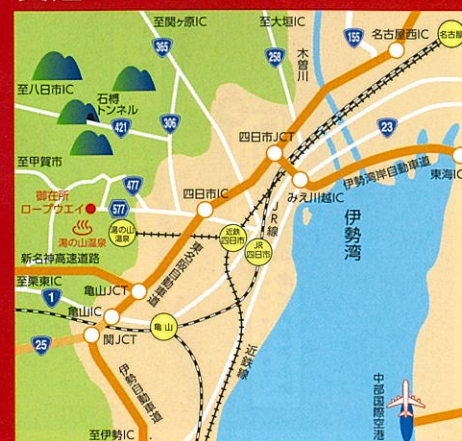 至関ヶ原IC
至大垣IC
365
258
155
名古屋西IC
名古屋
木曽川
至八日市IC
石榑
トンネル
421
306
四日市JCT
23
至甲賀市
477
四日市IC
みえ川越IC
伊勢湾岸自動車道
東海IC
御在所
ロープウエイ
577
湯の山温泉
湯の山
温泉
近鉄
四日市
JR
四日市
JR線
伊勢湾
新名神高速道路
東名阪自動車道
至栗東IC
亀山JCT
1
亀山IC
亀山
関JCT
25
伊勢自動車道
近鉄線
中部国際空港
至伊勢IC